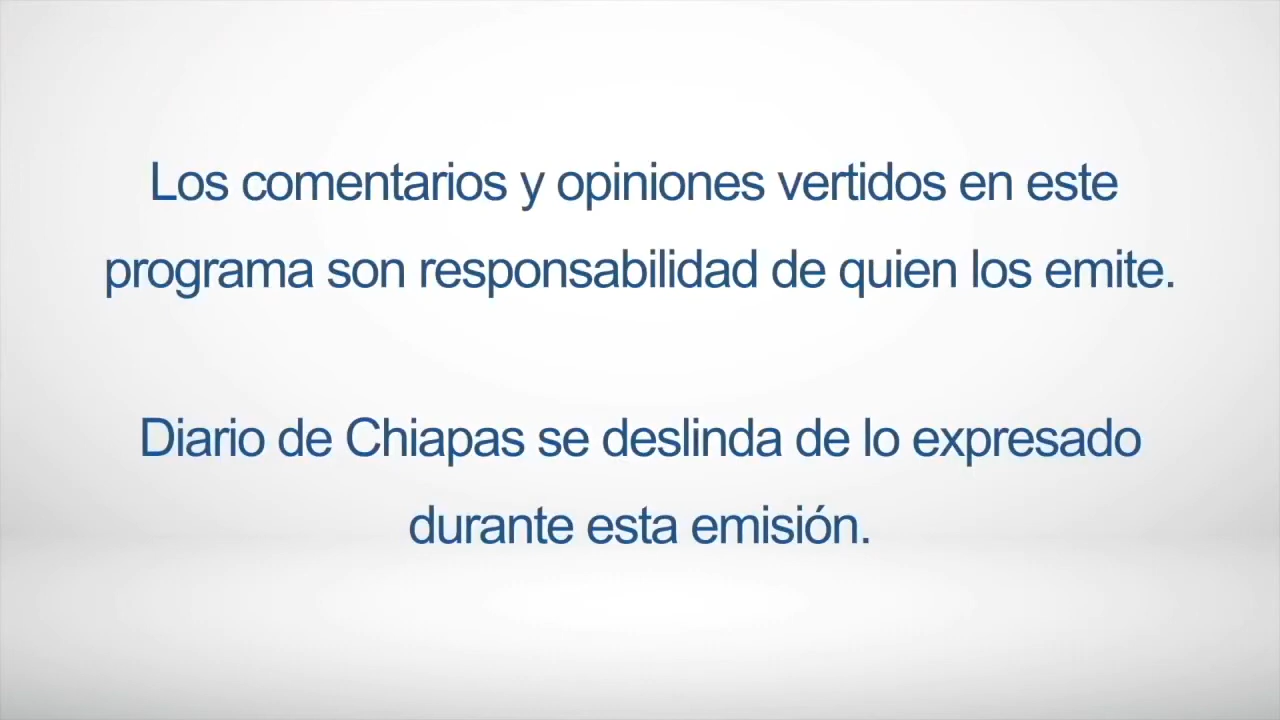 Los comentarios y opiniones vertidos en este
programa son responsabilidad de quien los emite.
Diario de Chiapas se deslinda de lo expresado
durante esta emisión.